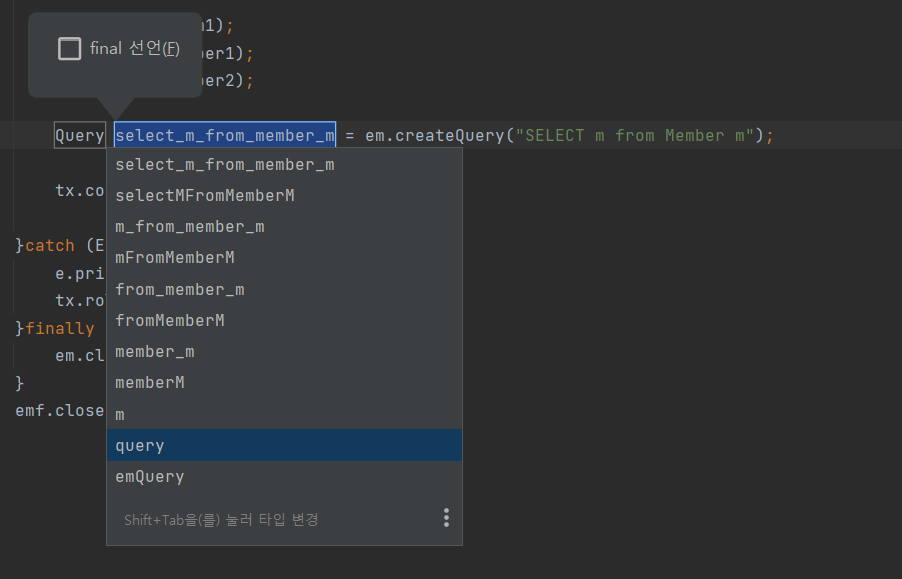 1);
final 선언(F)
ber1);
ber2);
Query select_m_from_member_m = em.createQuery("SELECT m from Member m");
select_m_from_member_m
tx.co
selectMFromMemberM
m_from_member_m
}catch (E
mFromMemberM
e.pri
from_member_m
tx.ro
fromMemberM
}finally
member_m
em.cl
memberM
}
emf.close
m
query
emQuery
Shift+Tab을(를) 눌러 타입 변경